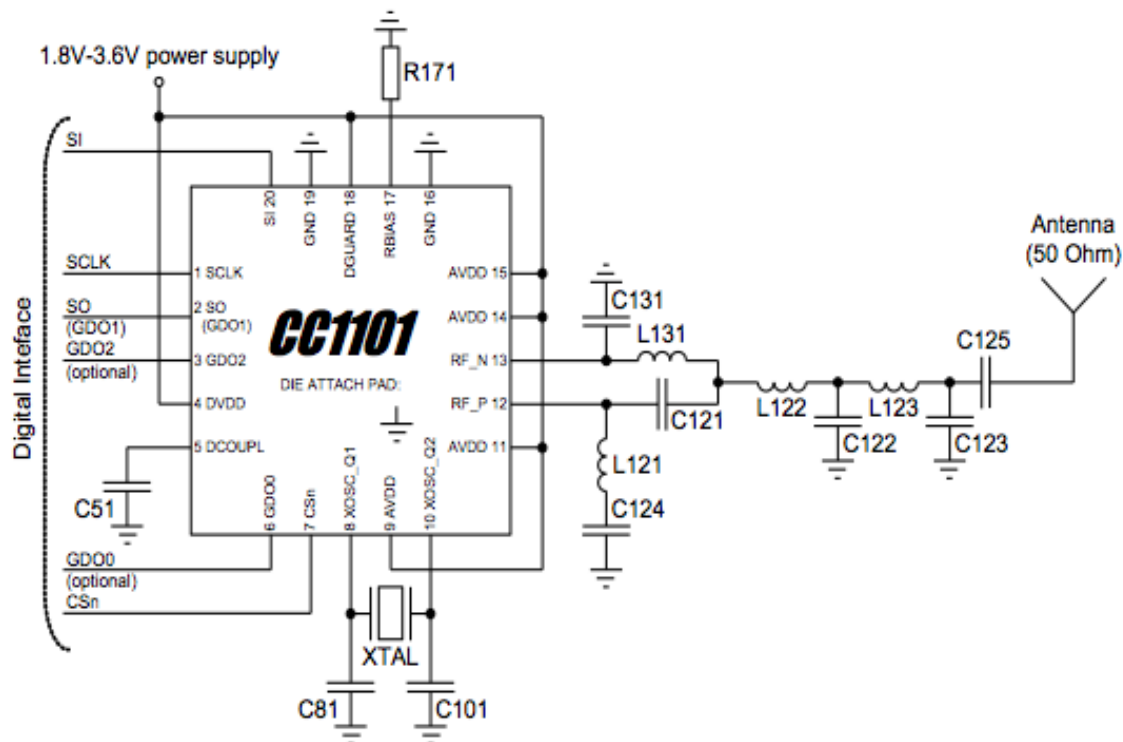 1.8V-3.6V power supply
R171
SI
SI 20
GND 19
DGUARD 18
RBIAS 17
GND 16
Antenna
(50 Ohm)
SCLK
1 SCLK
AVDD 15
C131
SO
(GDO1)
2 SO
(GDO1)
CC1101
AVDD 14
L131
C125
GDO2
(optional)
3 GDO2
DIE ATTACH PAD:
RF_N 13
Digital Inteface
4 DVDD
RF_P 12
C121
L122
L123
C122
C123
5 DCOUPL
AVDD 11
L121
C51
6 GDO0
7 CSn
8 XOSC_Q1
9 AVDD
10 XOSC_Q2
C124
GDO0
(optional)
CSn
XTAL
C81
C101